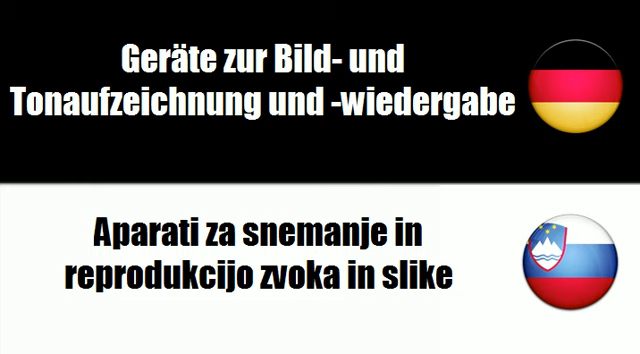 Geräte zur Bild- und
Tonaufzeichnung und -wiedergabe
Aparati za snemanje in
reprodukcijo zvoka in slike